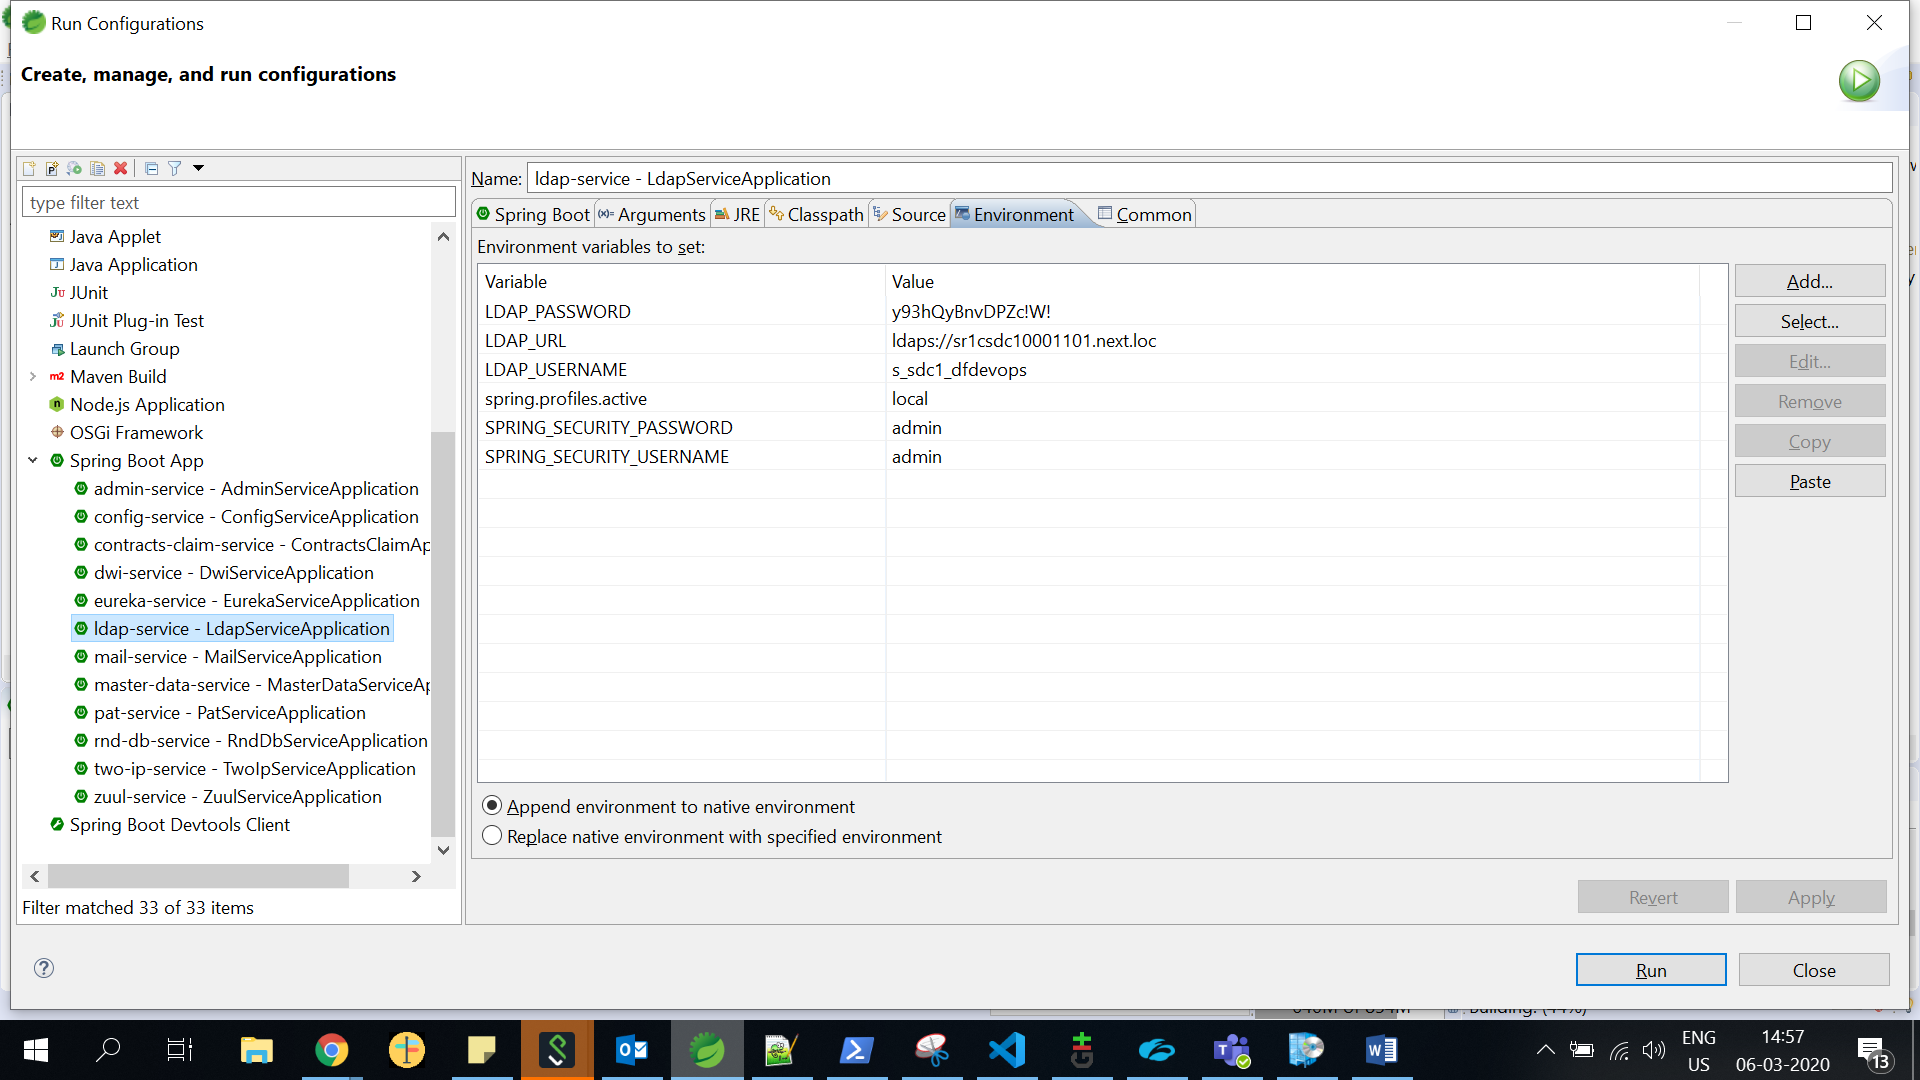 Run Configurations
Create, manage, and run configurations
type filter text
Java Applet
Java Application
JUnit
JUnit Plug-in Test
Launch Group
Maven Build
Node.js Application
OSGi Framework
Spring Boot App
admin-service - AdminServiceApplication
config-service - ConfigServiceApplication
contracts-claim-service - ContractsClaimAp
dwi-service - DwiServiceApplication
eureka-service - EurekaServiceApplication
ldap-service - LdapServiceApplication
mail-service - MailServiceApplication
master-data-service - MasterDataServiceAp
pat-service - PatServiceApplication
rnd-db-service - RndDbServiceApplication
two-ip-service - TwoIpServiceApplication
zuul-service - ZuulServiceApplication
Spring Boot Devtools Client
Filter matched 33 of 33 items
Name: ldap-service - LdapServiceApplication
Spring Boot Arguments JRE Classpath Source Environment Common
Environment variables to set:
Variable Value
LDAP_PASSWORD y93hQyBnvDPZc!W!
LDAP_URL ldaps://sr1csdc10001101.next.loc
LDAP_USERNAME s_sdc1_dfdevops
spring.profiles.active local
SPRING_SECURITY_PASSWORD admin
SPRING_SECURITY_USERNAME admin
Add...
Select...
Edit...
Remove
Copy
Paste
Append environment to native environment
Replace native environment with specified environment
Revert Apply
Run Close
ENG 14:57
US 06-03-2020
13